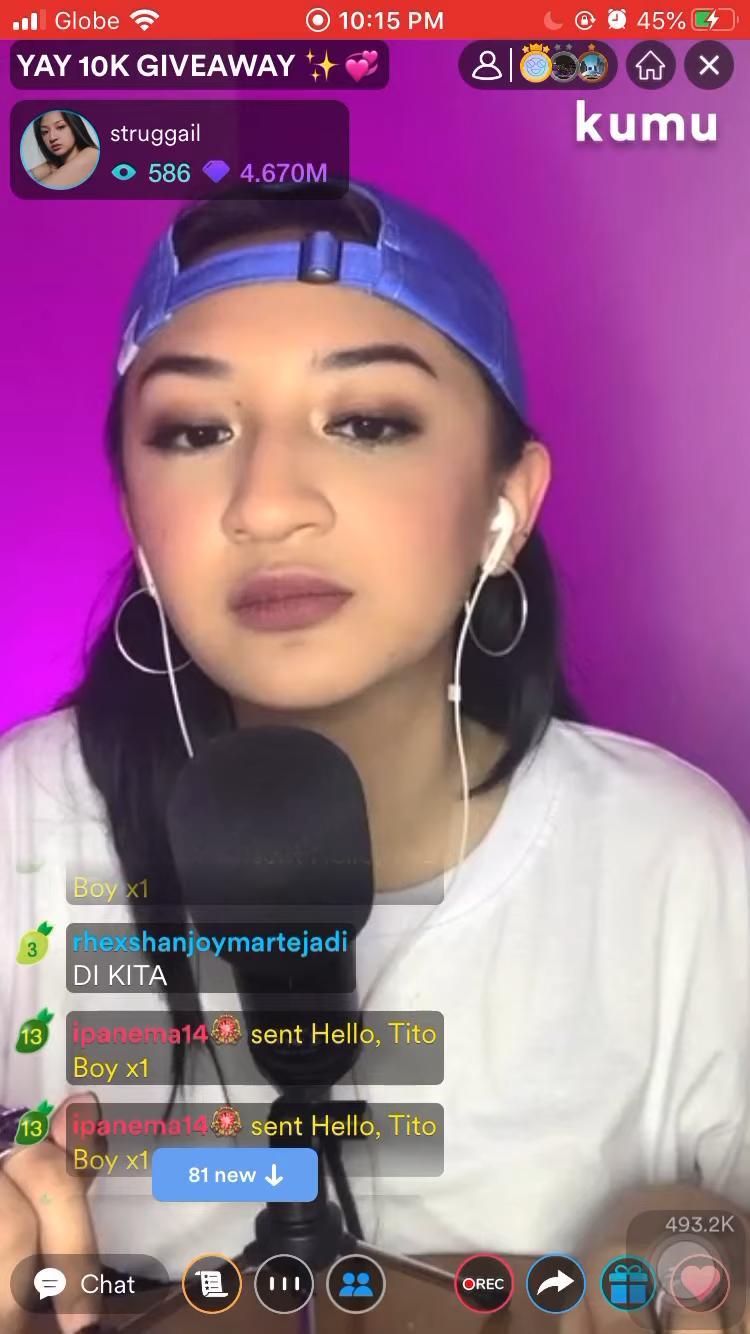 Globe 10:15 PM 45%
YAY 10K GIVEAWAY ✨💞
kumu
struggail
586 4.670M
Boy x1
3 rhexshanjoymartejadi
DI KITA
13 ipanema14 sent Hello, Tito
Boy x1
13 ipanema14 sent Hello, Tito
Boy x1
81 new ↓
493.2K
Chat REC